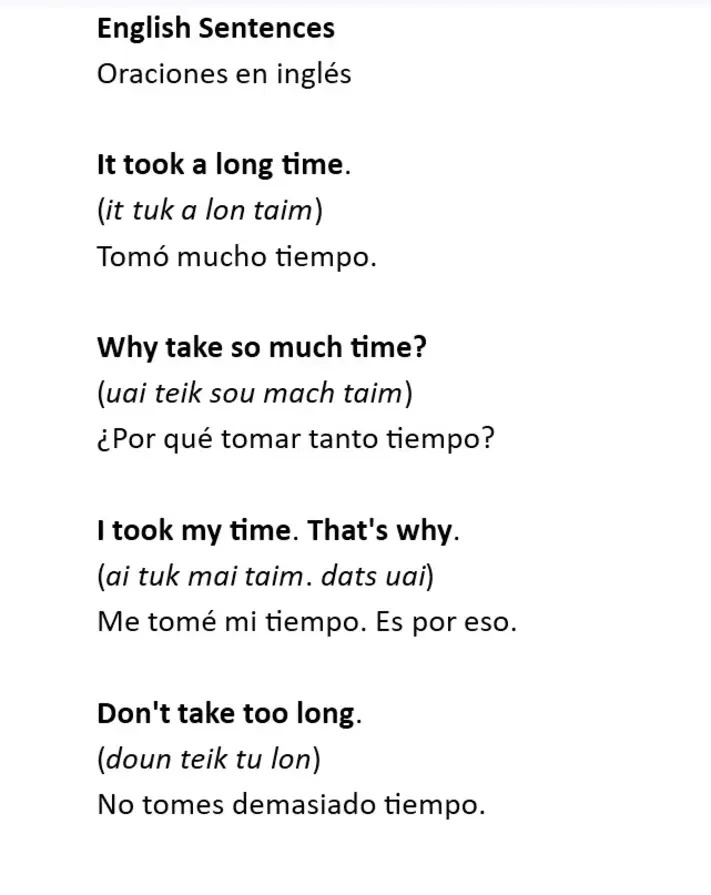 English Sentences
Oraciones en inglés
It took a long time.
(it tuk a lon taim)
Tomó mucho tiempo.
Why take so much time?
(uai teik sou mach taim)
¿Por qué tomar tanto tiempo?
I took my time. That's why.
(ai tuk mai taim. dats uai)
Me tomé mi tiempo. Es por eso.
Don't take too long.
(doun teik tu lon)
No tomes demasiado tiempo.